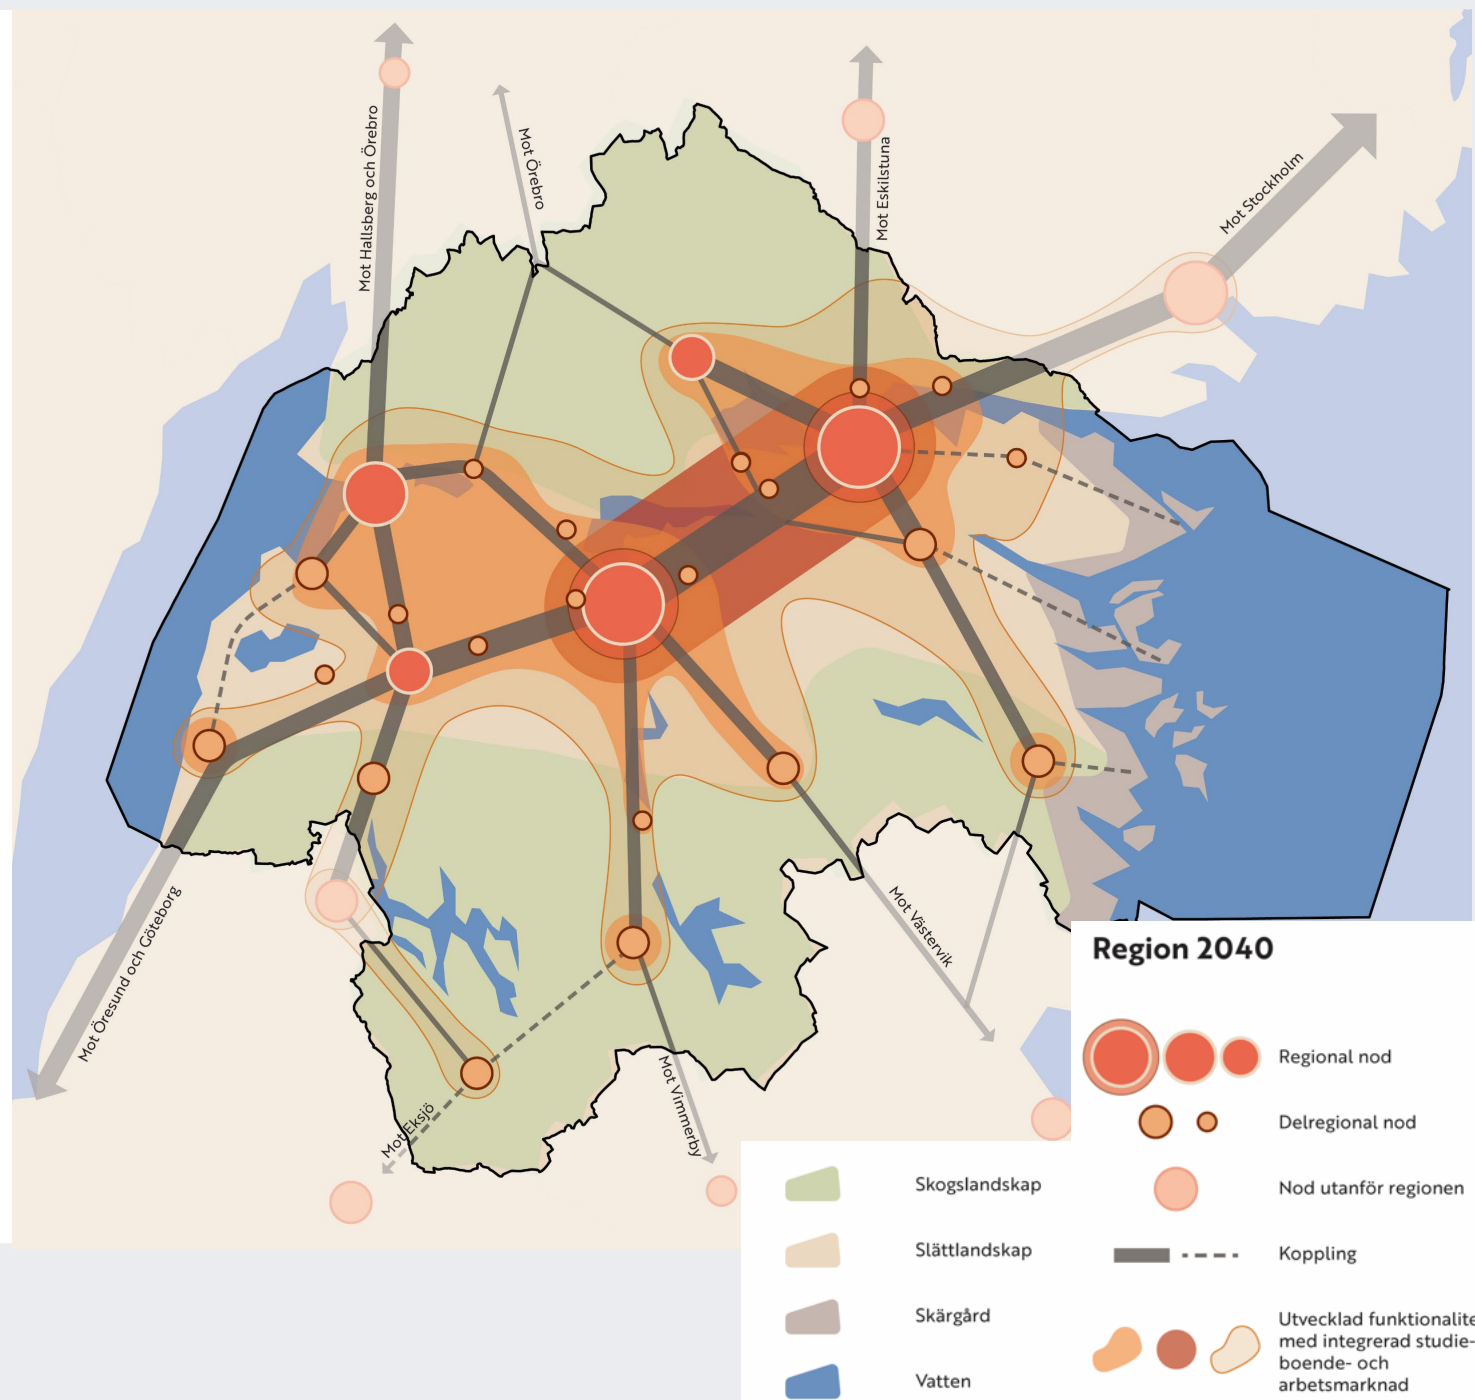 Mot Hallsberg och Örebro
Mot Örebro
Mot Eskilstuna
Mot Stockholm
Mot Öresund och Göteborg
Mot Västervik
Mot Vimmerby
Mot Eksjö
Region 2040
Regional nod
Delregional nod
Nod utanför regionen
Koppling
Utvecklad funktionalite
med integrerad studie-
boende- och
arbetsmarknad
Skogslandskap
Slättlandskap
Skärgård
Vatten